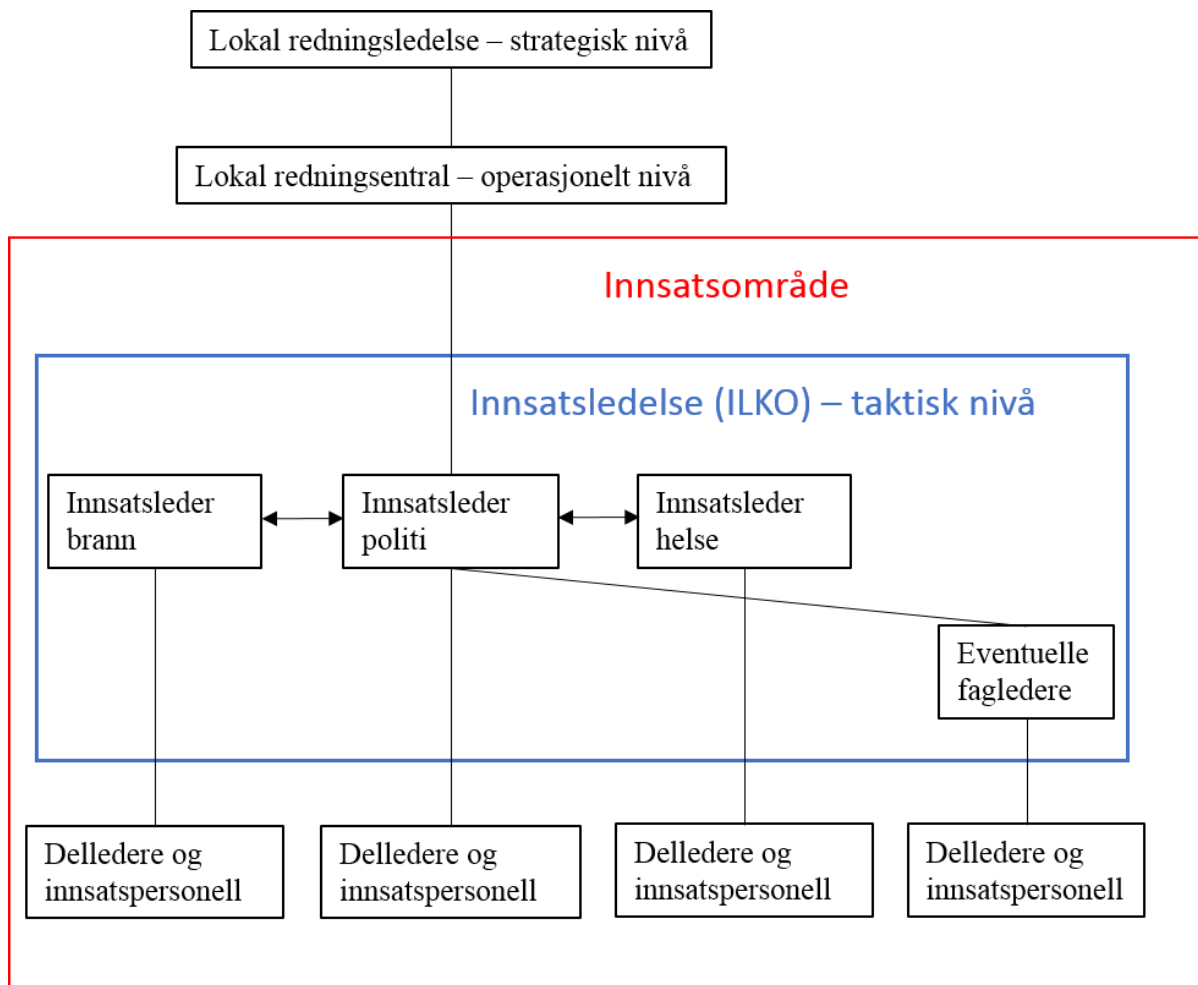 Lokal redningsledelse – strategisk nivå
Lokal redningsentral – operasjonelt nivå
Innsatsområde
Innsatsledelse (ILKO) – taktisk nivå
Innsatsleder
brann
Innsatsleder
politi
Innsatsleder
helse
Eventuelle
fagledere
Delledere og
innsatspersonell
Delledere og
innsatspersonell
Delledere og
innsatspersonell
Delledere og
innsatspersonell